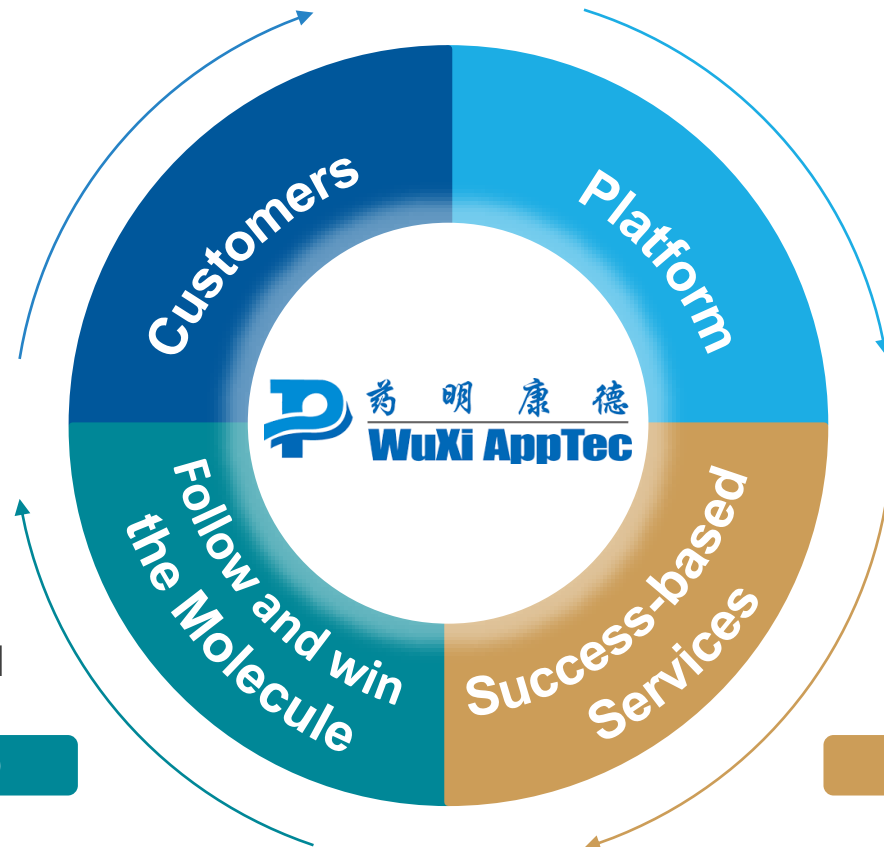 Customers
Platform
药明康德
WuXi AppTec
Follow and win
the Molecule
Success-based
Services